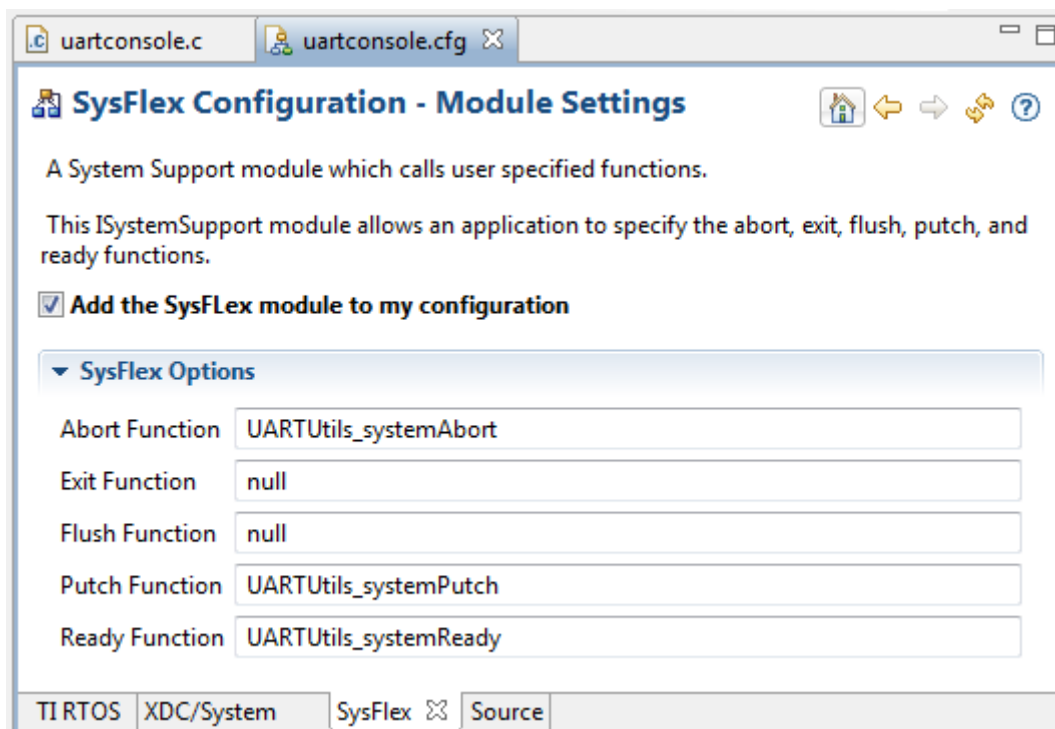 uartconsole.c
uartconsole.cfg
SysFlex Configuration - Module Settings
A System Support module which calls user specified functions.
This ISystemSupport module allows an application to specify the abort, exit, flush, putch, and
ready functions.
Add the SysFLex module to my configuration
SysFlex Options
Abort Function UARTUtils_systemAbort
Exit Function null
Flush Function null
Putch Function UARTUtils_systemPutch
Ready Function UARTUtils_systemReady
TI RTOS XDC/System SysFlex Source